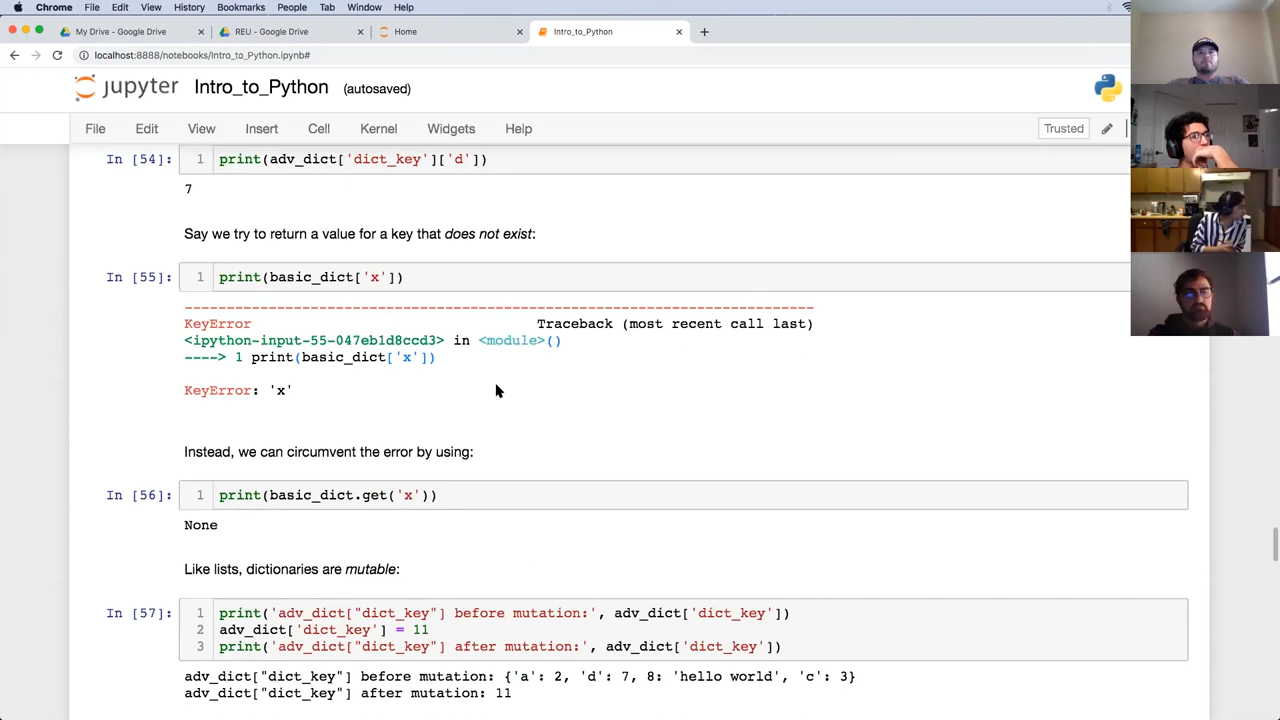 Chrome File Edit View History Bookmarks People Tab Window Help
My Drive - Google Drive × REU - Google Drive × Home × Intro_to_Python × +
localhost:8888/notebooks/Intro_to_Python.ipynb#
jupyter Intro_to_Python (autosaved)
File Edit View Insert Cell Kernel Widgets Help Trusted
In [54]: 1 print(adv_dict['dict_key']['d'])
7
Say we try to return a value for a key that does not exist:
In [55]: 1 print(basic_dict['x'])
---------------------------------------------------------------------------
KeyError Traceback (most recent call last)
<ipython-input-55-047eb1d8ccd3> in <module>()
----> 1 print(basic_dict['x'])
KeyError: 'x'
Instead, we can circumvent the error by using:
In [56]: 1 print(basic_dict.get('x'))
None
Like lists, dictionaries are mutable:
In [57]: 1 print('adv_dict["dict_key"] before mutation:', adv_dict['dict_key'])
2 adv_dict['dict_key'] = 11
3 print('adv_dict["dict_key"] after mutation:', adv_dict['dict_key'])
adv_dict["dict_key"] before mutation: {'a': 2, 'd': 7, 8: 'hello world', 'c': 3}
adv_dict["dict_key"] after mutation: 11